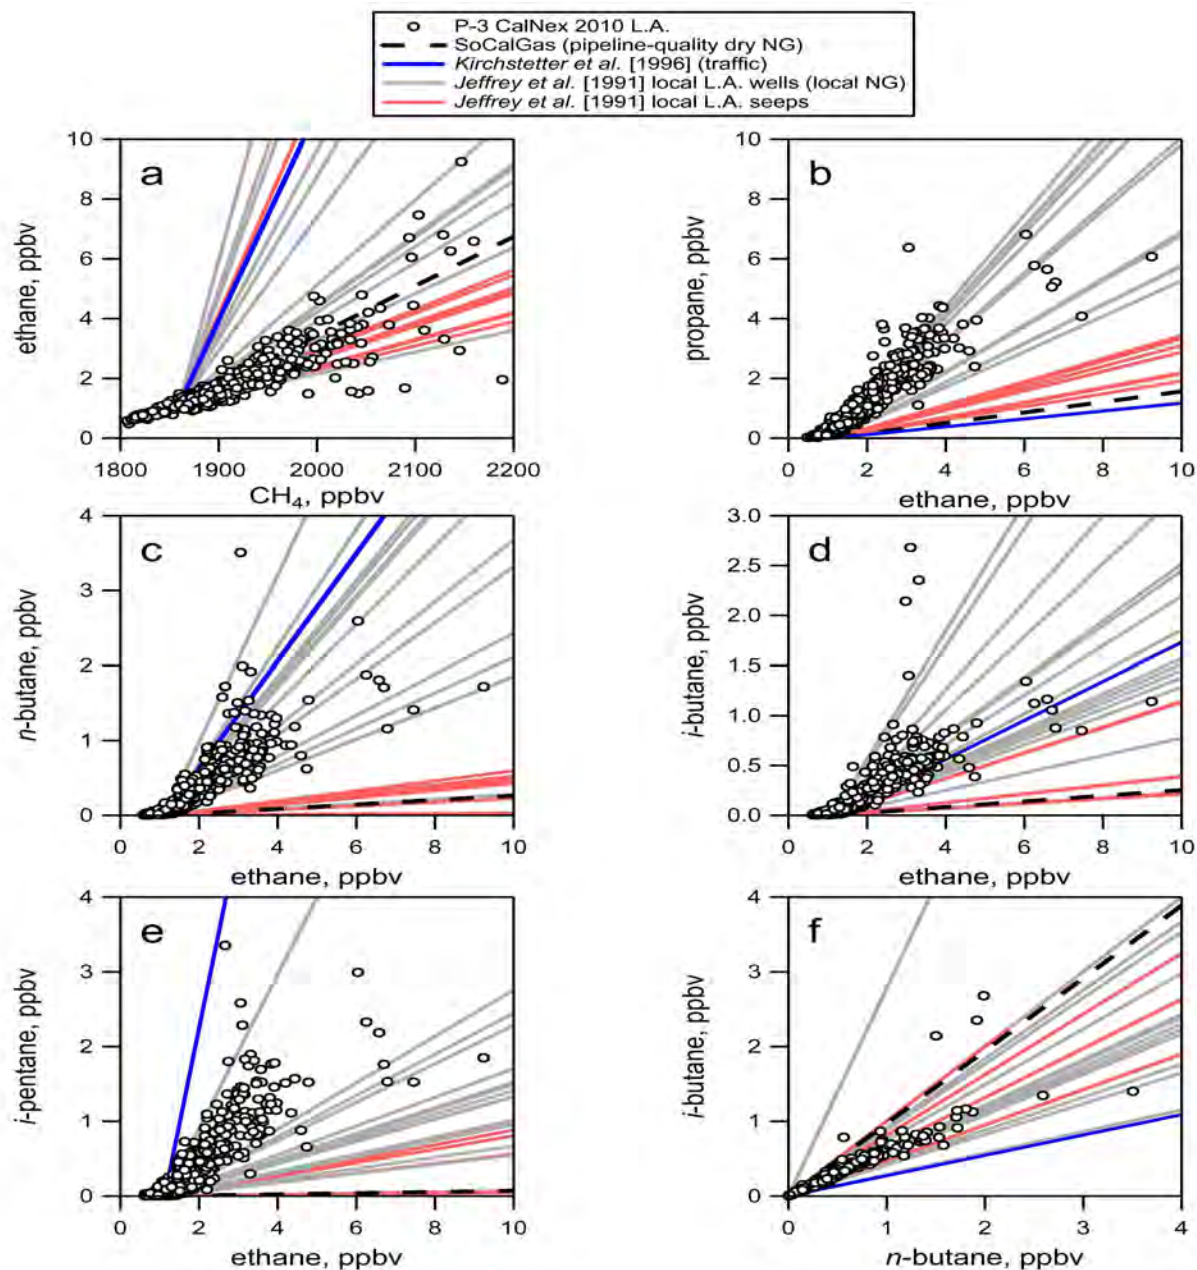 P-3 CalNex 2010 L.A.
SoCalGas (pipeline-quality dry NG)
Kirchstetter et al. [1996] (traffic)
Jeffrey et al. [1991] local L.A. wells (local NG)
Jeffrey et al. [1991] local L.A. seeps
a
ethane, ppbv
10
8
6
4
2
0
1800 19000 20000 21000 22000
CH4, ppbv
b
propane, ppbv
10
8
6
4
2
0
0 2 4 6 8 10
ethane, ppbv
c
n-butane, ppbv
4
3
2
1
0
0 2 4 6 8 10
ethane, ppbv
d
i-butane, ppbv
3.0
2.5
2.0
1.5
1.0
0.5
0.0
0 2 4 6 8 10
ethane, ppbv
e
i-pentane, ppbv
4
3
2
1
0
0 2 4 6 8 10
ethane, ppbv
f
i-butane, ppbv
4
3
2
1
0
0 1 2 3 4
n-butane, ppbv